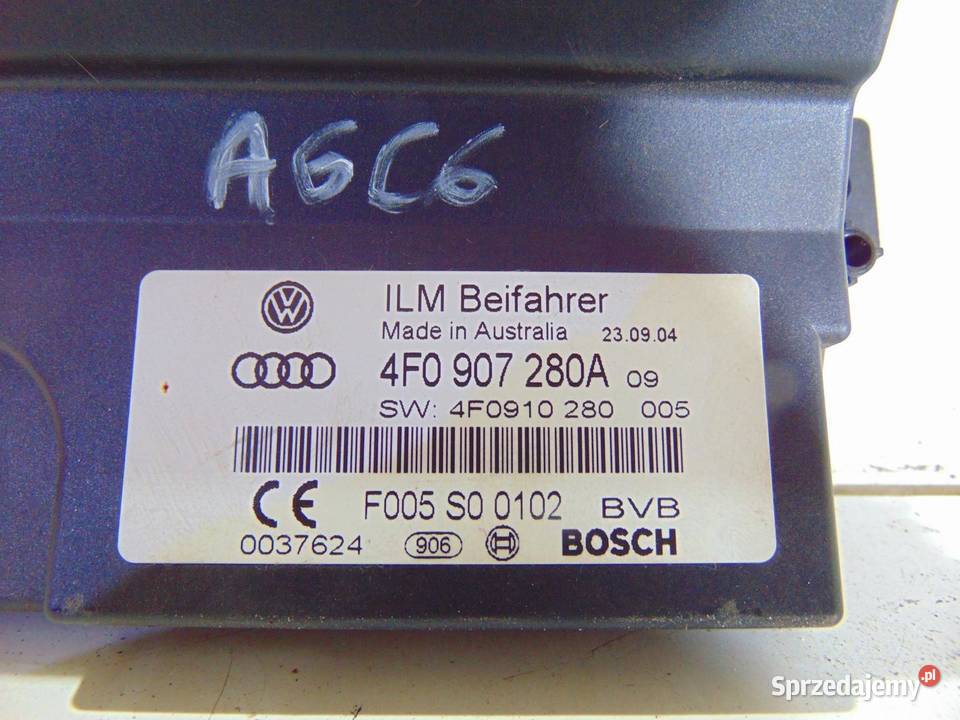 A6C6
ILM Beifahrer
Made in Australia 23.09.04
4F0 907 280A 09
SW: 4F0910 280 005
CE F005 S0 0102 BVB
0037624 906 BOSCH
Sprzedajemy.pl